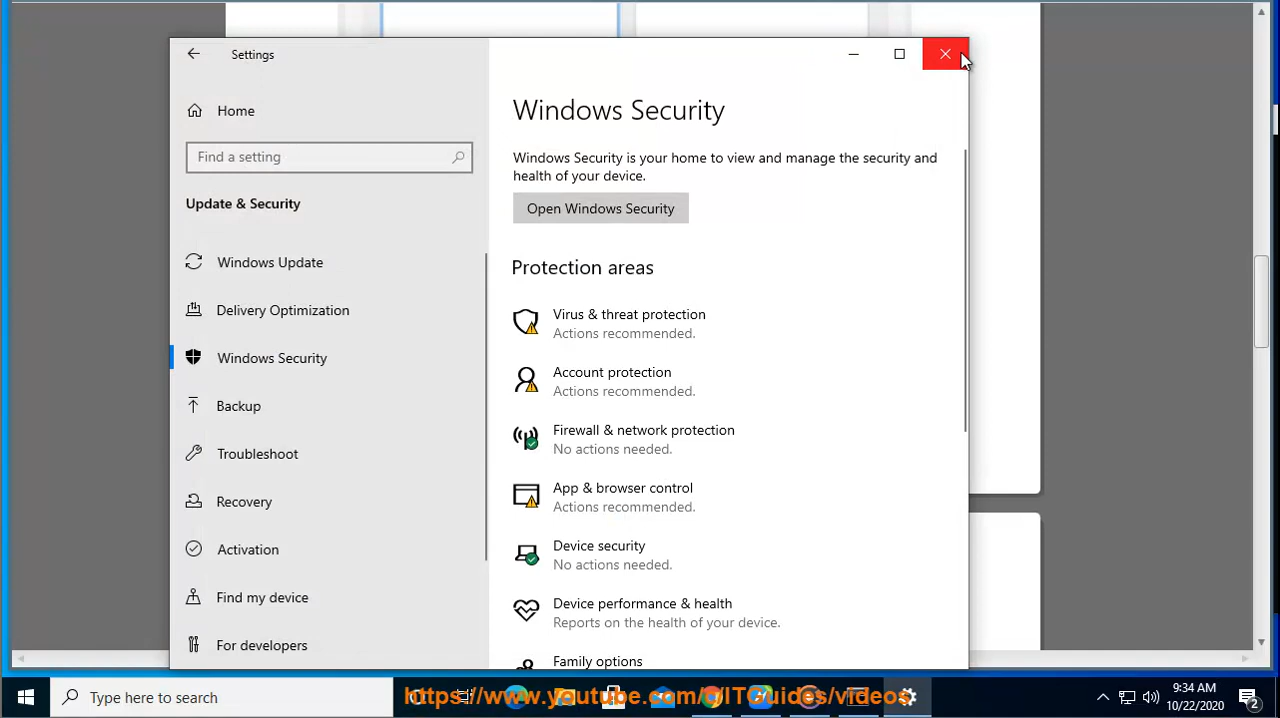 Settings
Home
Find a setting
Update & Security
Windows Update
Delivery Optimization
Windows Security
Backup
Troubleshoot
Recovery
Activation
Find my device
For developers
Windows Security
Windows Security is your home to view and manage the security and
health of your device.
Open Windows Security
Protection areas
Virus & threat protection
Actions recommended.
Account protection
Actions recommended.
Firewall & network protection
No actions needed.
App & browser control
Actions recommended.
Device security
No actions needed.
Device performance & health
Reports on the health of your device.
Family options
Type here to search
https://www.youtube.com/c/ITGuides/videos
9:34 AM
10/22/2020
2